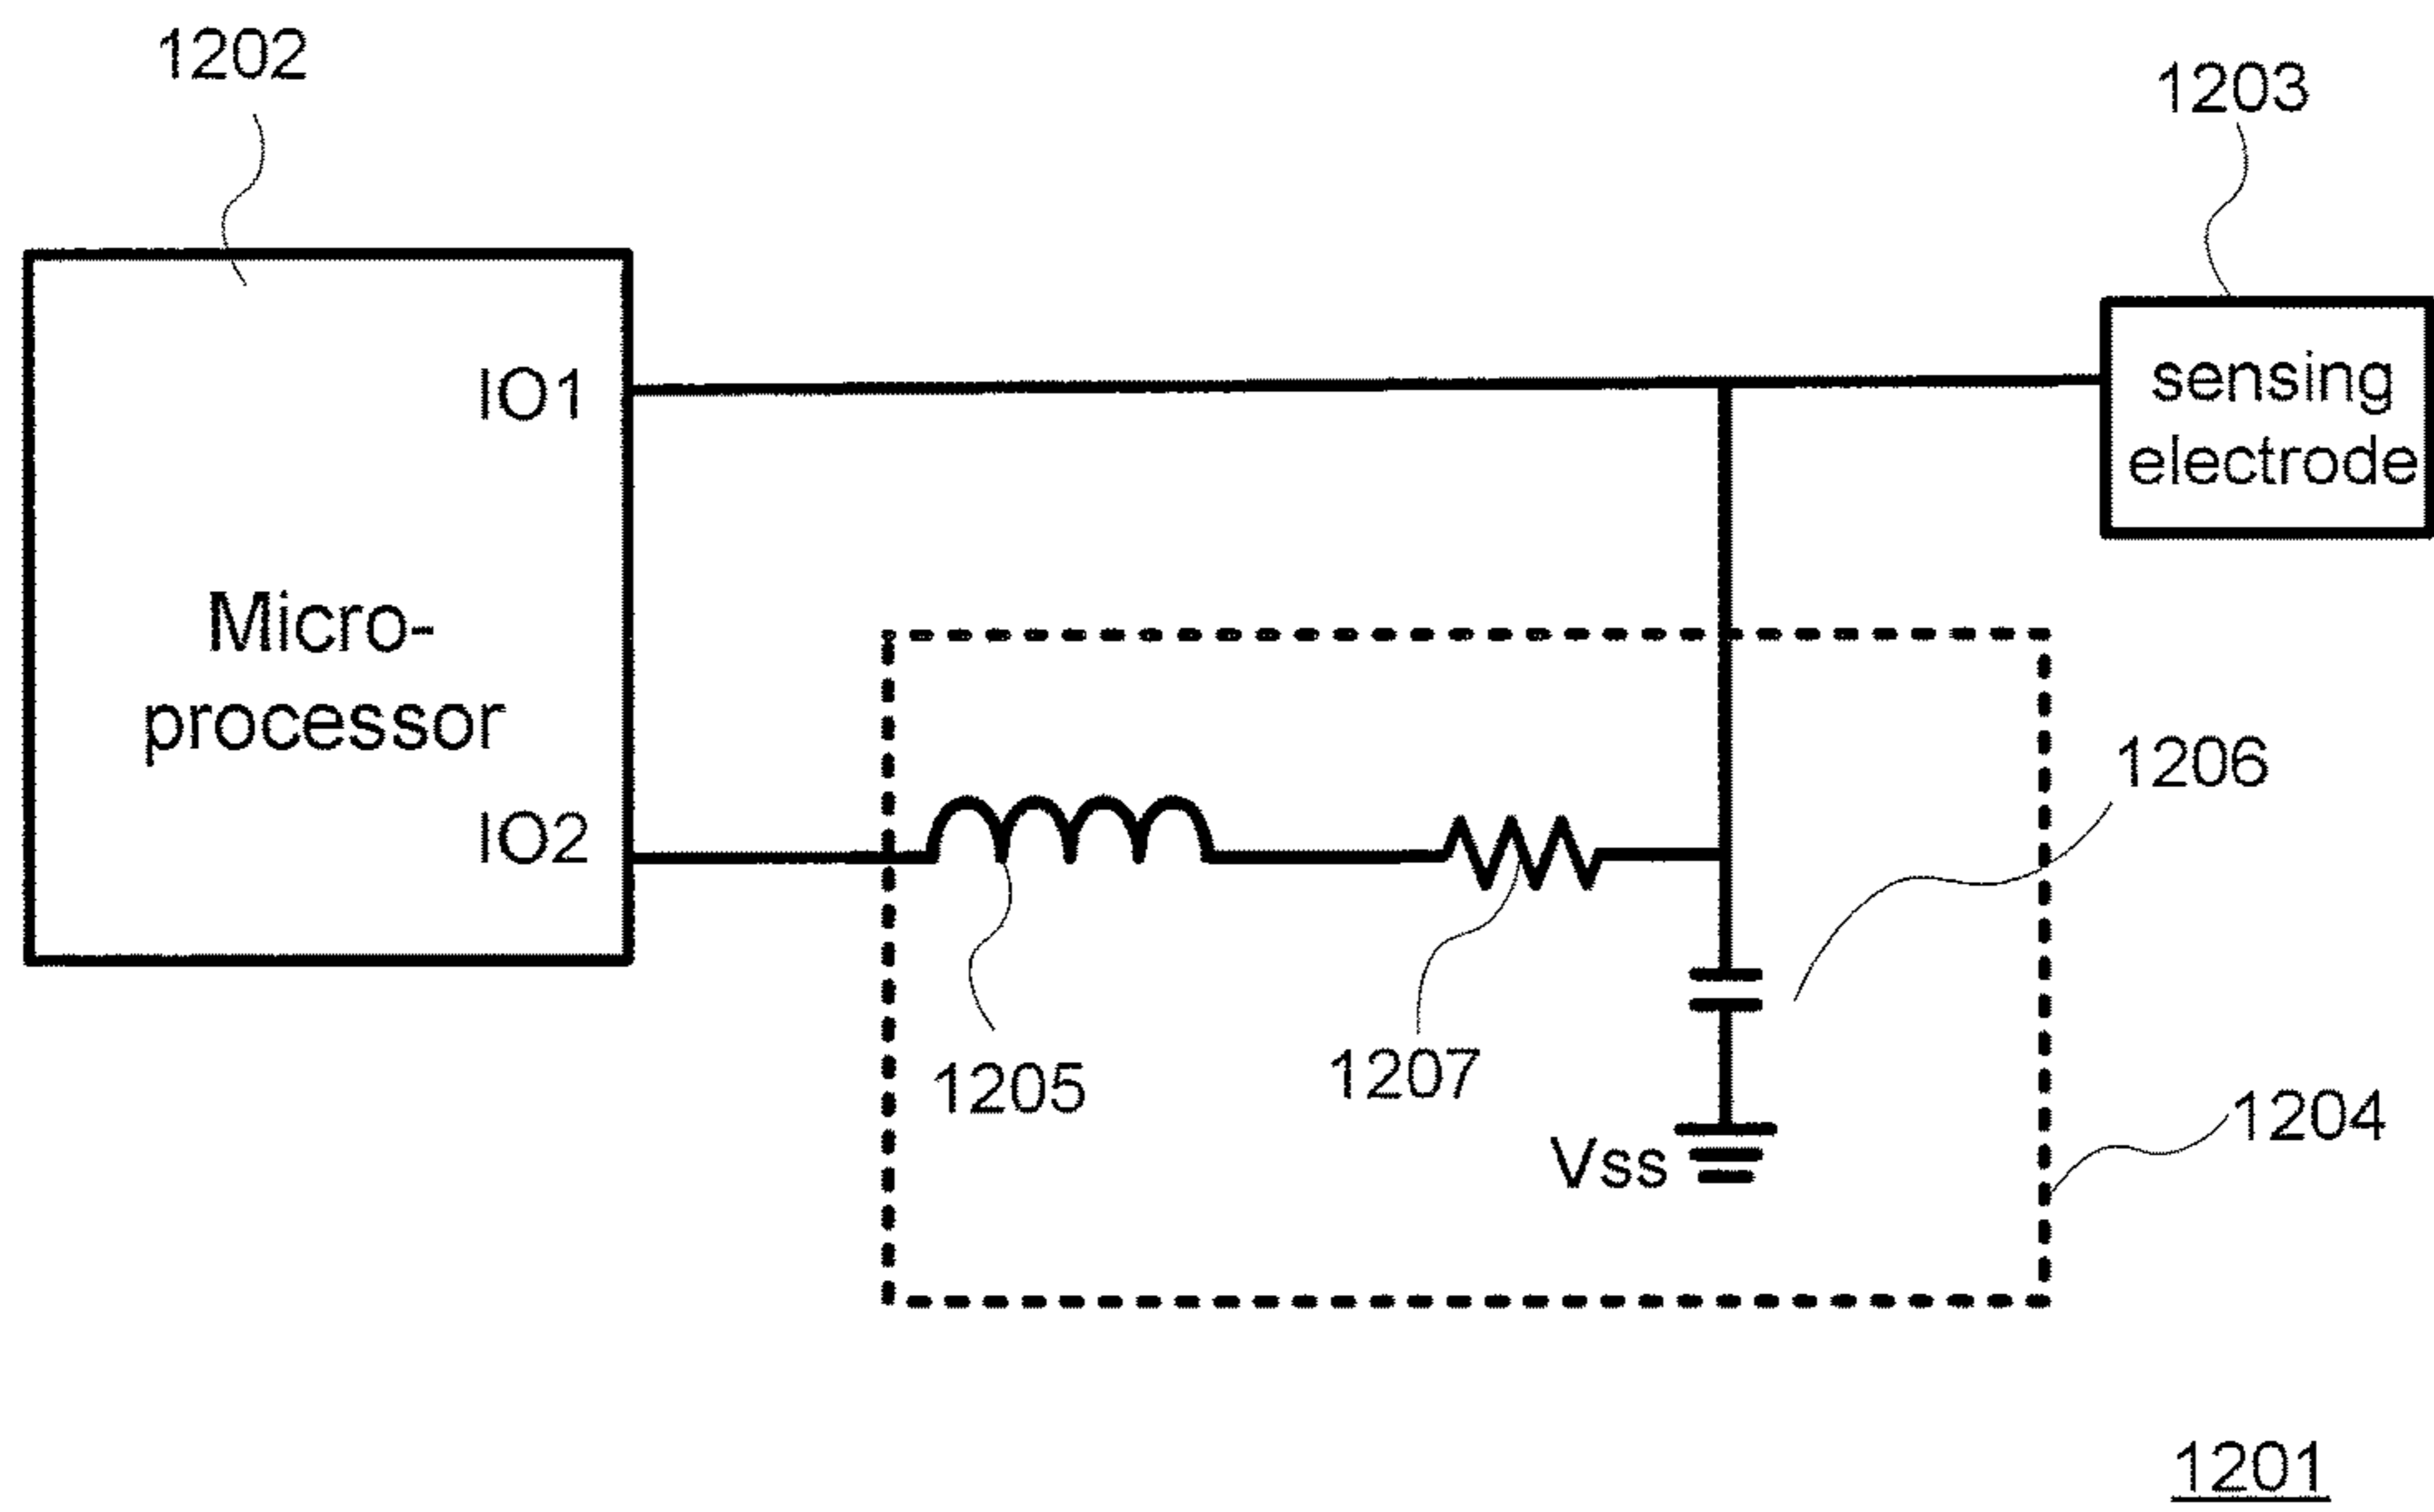 1202
1203
IO1
sensing
electrode
Micro-
processor
IO2
1206
1205
1207
1204
Vss
1201